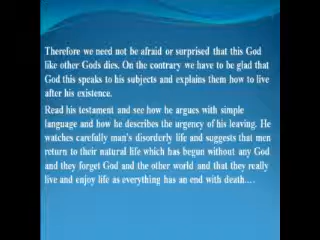 Therefore we need not be afraid or surprised that this God
like other Gods dies. On the contrary we have to be glad that
God this speaks to his subjects and explains them how to live
after his existence.
Read his testament and see how he argues with simple
language and how he describes the urgency of his leaving. He
watches carefully man's disorderly life and suggests that men
return to their natural life which has begun without any God
and they forget God and the other world and that they really
live and enjoy life as everything has an end with death....